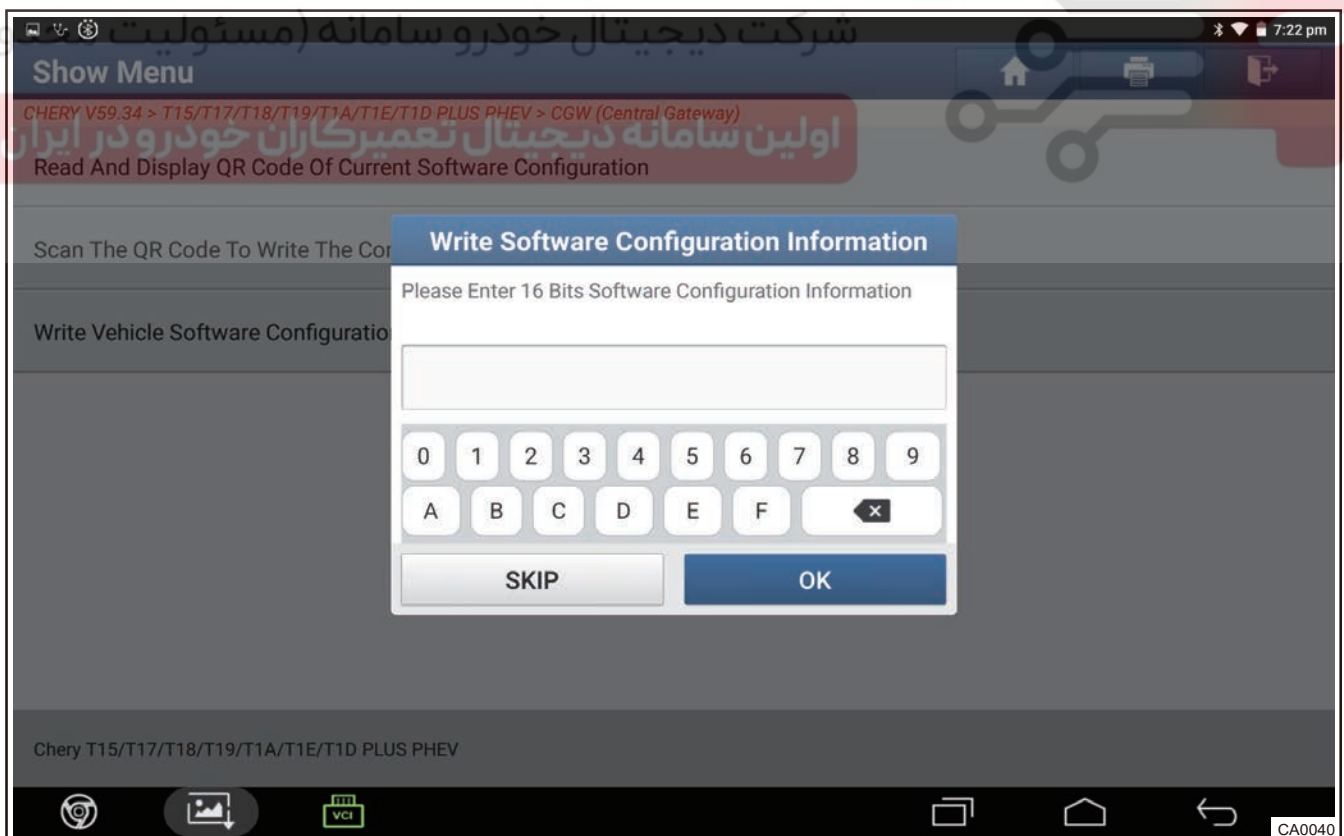 شرکت دیجیتال خودرو سامانه (مسئولیت محدو
7:22 pm
Show Menu
CHERY V59.34 > T15/T17/T18/T19/T1A/T1E/T1D PLUS PHEV > CGW (Central Gateway)
اولین سامانه دیجیتال تعمیرکاران خودرو در ایران
Read And Display QR Code Of Current Software Configuration
Scan The QR Code To Write The Cor
Write Vehicle Software Configuratio
Write Software Configuration Information
Please Enter 16 Bits Software Configuration Information
0 1 2 3 4 5 6 7 8 9
A B C D E F
SKIP OK
Chery T15/T17/T18/T19/T1A/T1E/T1D PLUS PHEV
VCI
CA0040